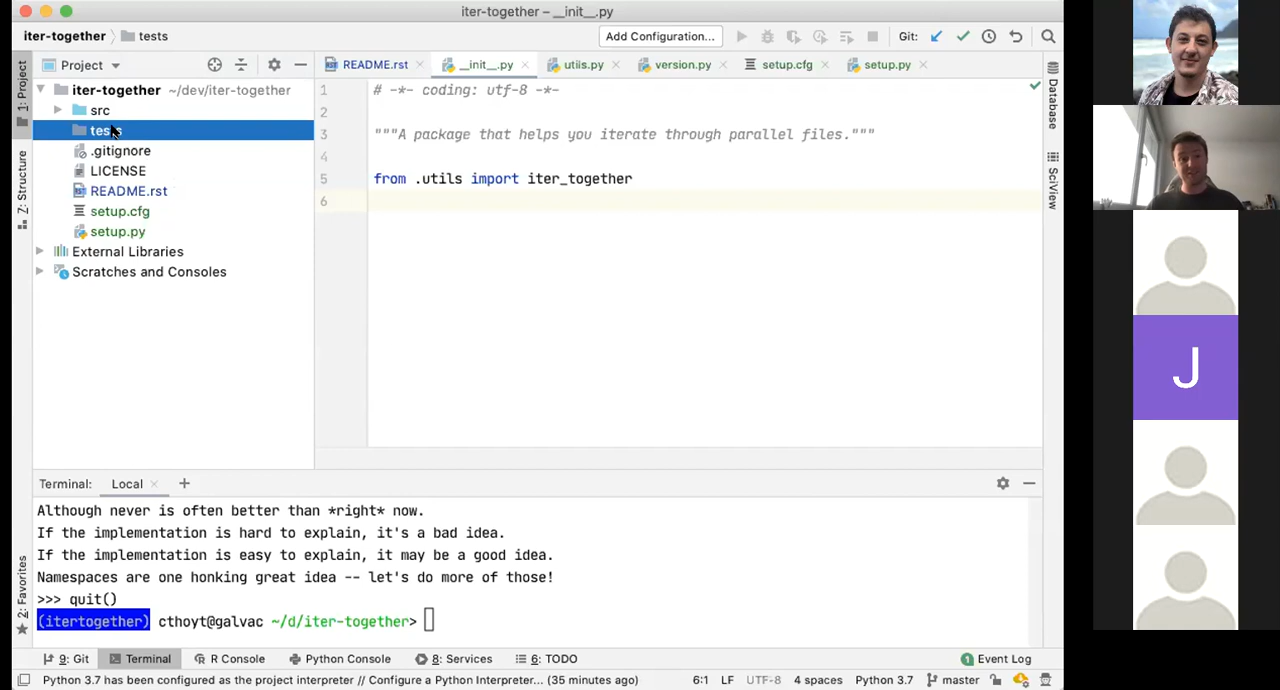 iter-together – __init__.py
iter-together tests Add Configuration... Git:
Project README.rst __init__.py utils.py version.py setup.cfg setup.py
1: Project
Z: Structure
2: Favorites
iter-together ~/dev/iter-together
src
tests
.gitignore
LICENSE
README.rst
setup.cfg
setup.py
External Libraries
Scratches and Consoles
1 # -*- coding: utf-8 -*-
2
3 """A package that helps you iterate through parallel files."""
4
5 from .utils import iter_together
6
Database
SciView
J
Terminal: Local +
Although never is often better than *right* now.
If the implementation is hard to explain, it's a bad idea.
If the implementation is easy to explain, it may be a good idea.
Namespaces are one honking great idea -- let's do more of those!
>>> quit()
(itertogether) cthoyt@galvac ~/d/iter-together>
9: Git Terminal R Console Python Console 8: Services 6: TODO 1 Event Log
Python 3.7 has been configured as the project interpreter // Configure a Python Interpreter... (35 minutes ago) 6:1 LF UTF-8 4 spaces Python 3.7 master